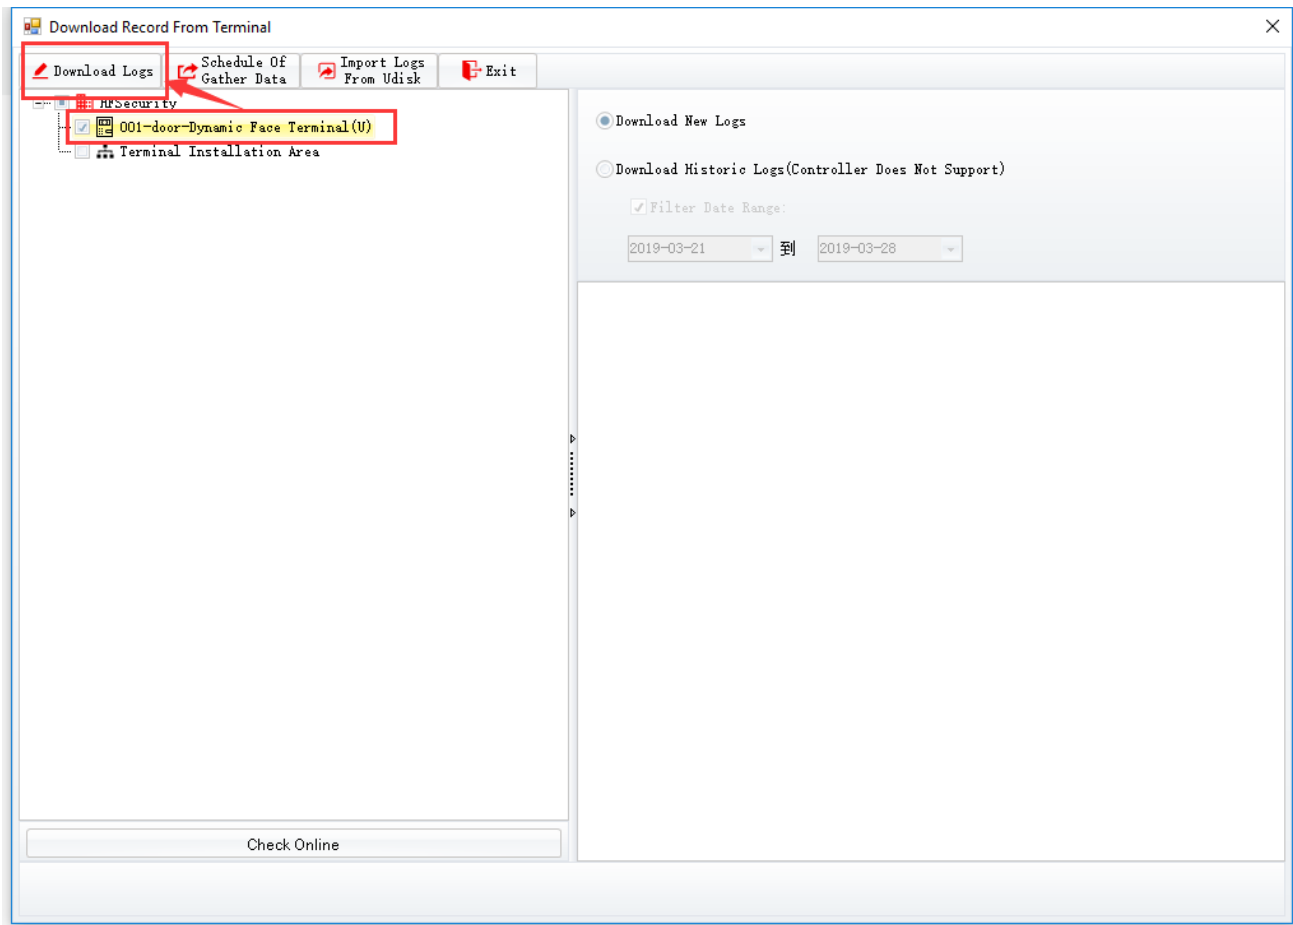 Download Record From Terminal
Download Logs
Schedule Of
Gather Data
Import Logs
From Udisk
Exit
HFSecurity
001-door-Dynamic Face Terminal(U)
Terminal Installation Area
Download New Logs
Download Historic Logs(Controller Does Not Support)
Filter Date Range:
2019-03-21 到 2019-03-28
Check Online